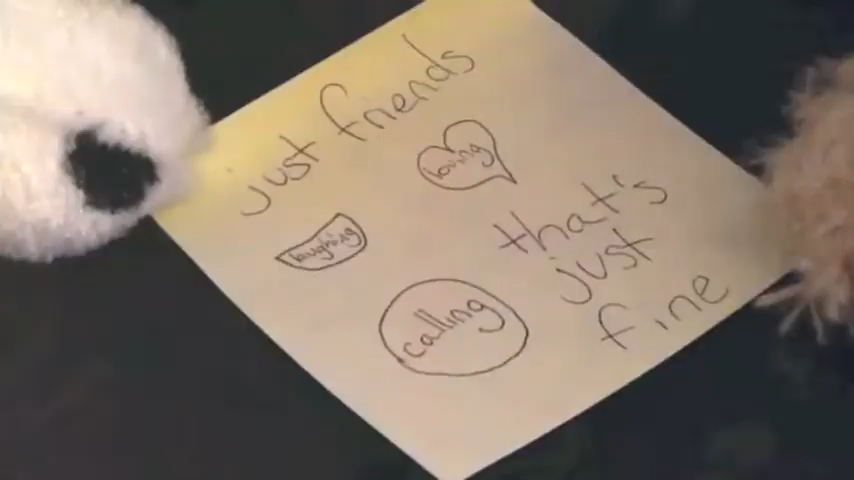 just friends
loving
laughing
calling
that's
just
fine